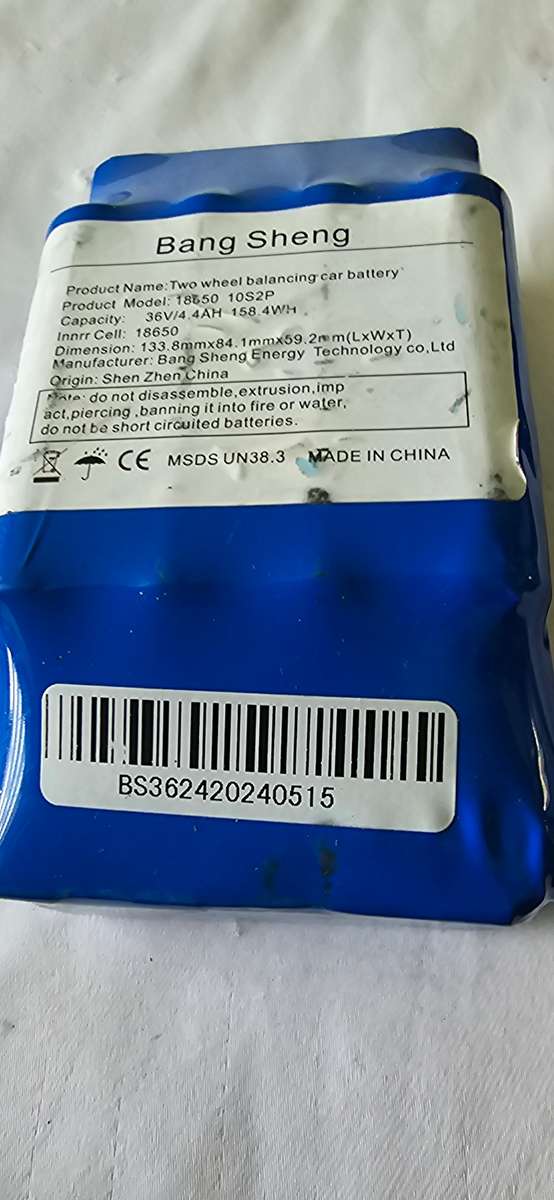 Bang Sheng
Product Name:Two wheel balancing car battery
Product Model: 18650 10S2P
Capacity: 36V/4.4AH 158.4WH
Innrr Cell: 18650
Dimension: 133.8mmx84.1mmx59.2mm(LxWxT)
Manufacturer: Bang Sheng Energy Technology co,Ltd
Origin: Shen Zhen China
Note: do not disassemble,extrusion,imp
act,piercing ,banning it into fire or water,
do not be short circuited batteries.
CE MSDS UN38.3 MADE IN CHINA
BS362420240515